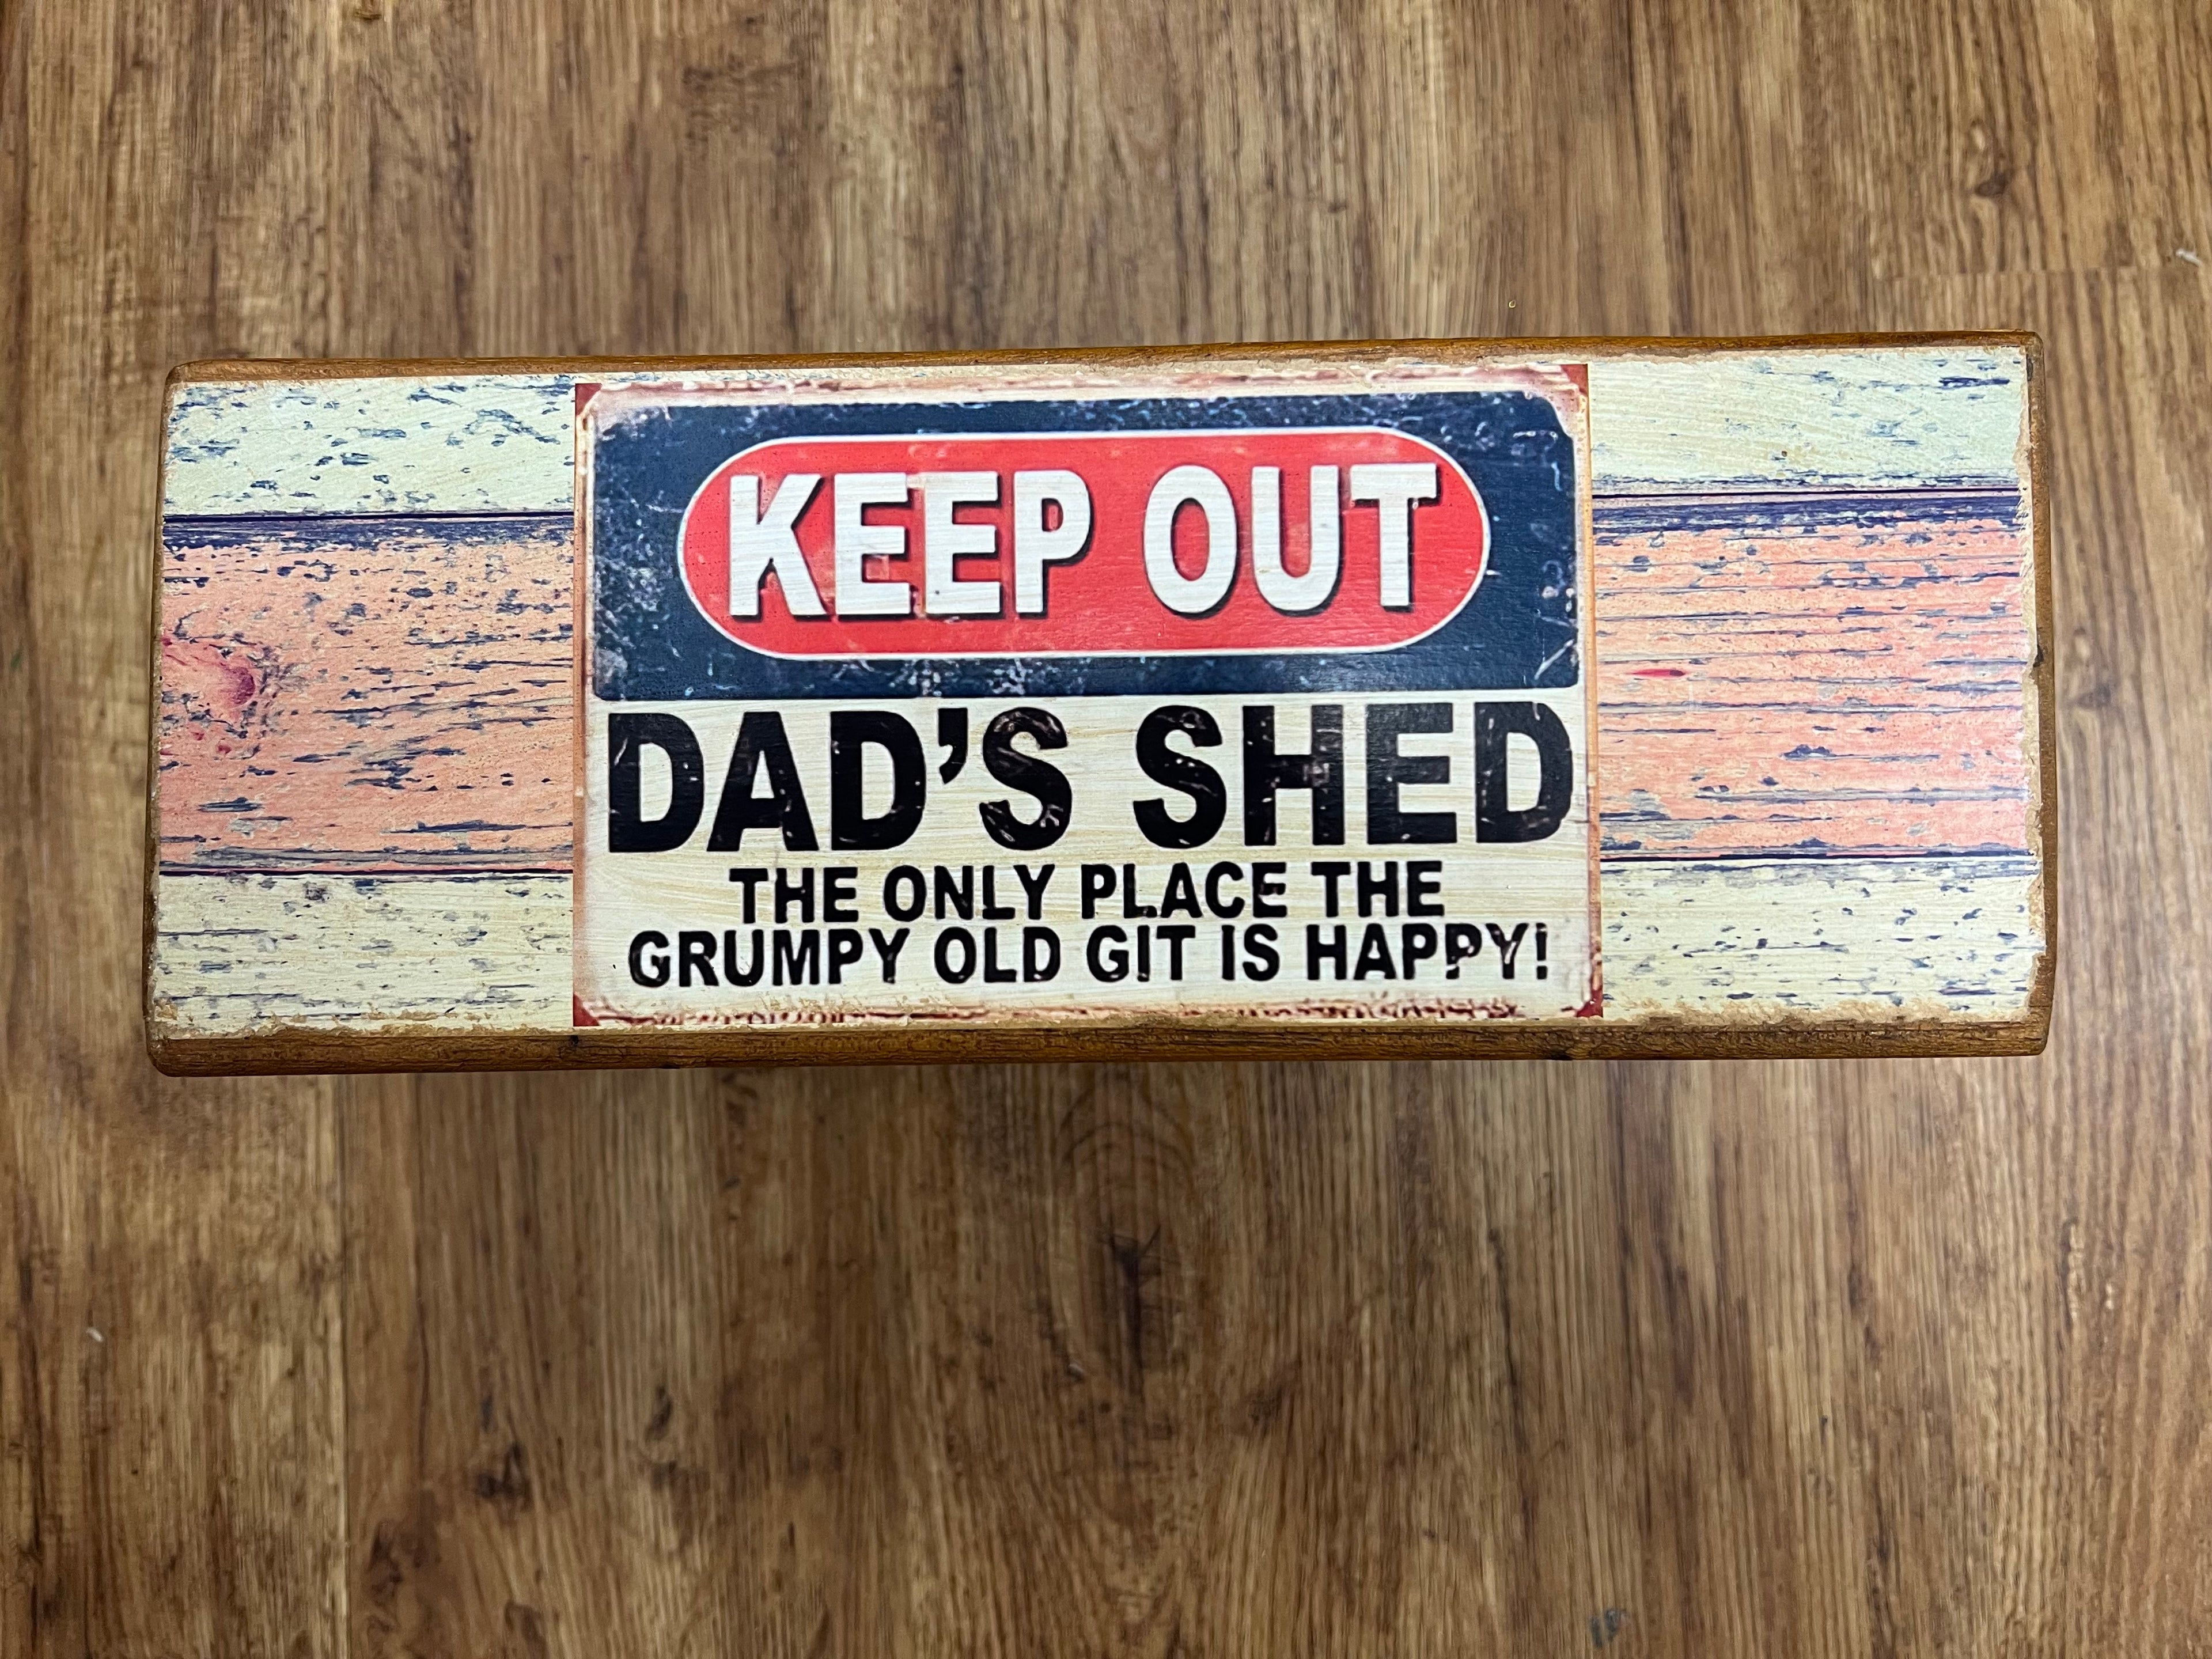 KEEP OUT
DAD'S SHED
THE ONLY PLACE THE
GRUMPY OLD GIT IS HAPPY!